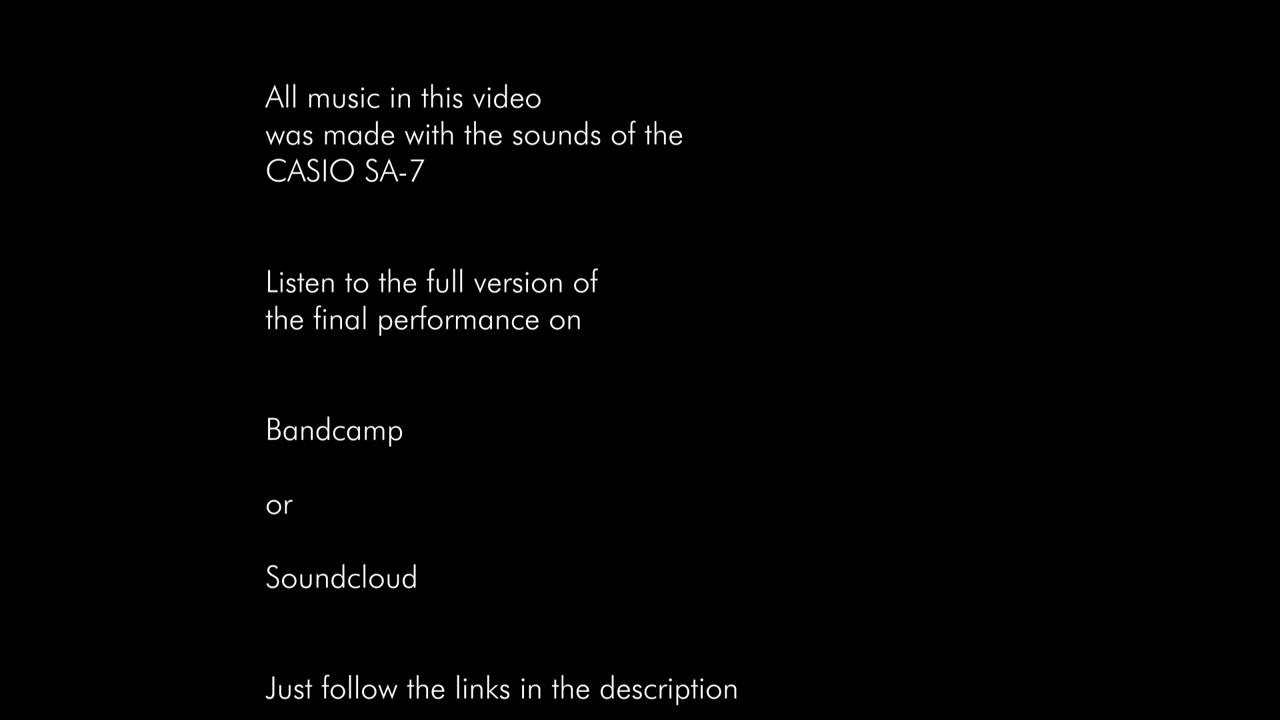 All music in this video
was made with the sounds of the
CASIO SA-7
Listen to the full version of
the final performance on
Bandcamp
or
Soundcloud
Just follow the links in the description